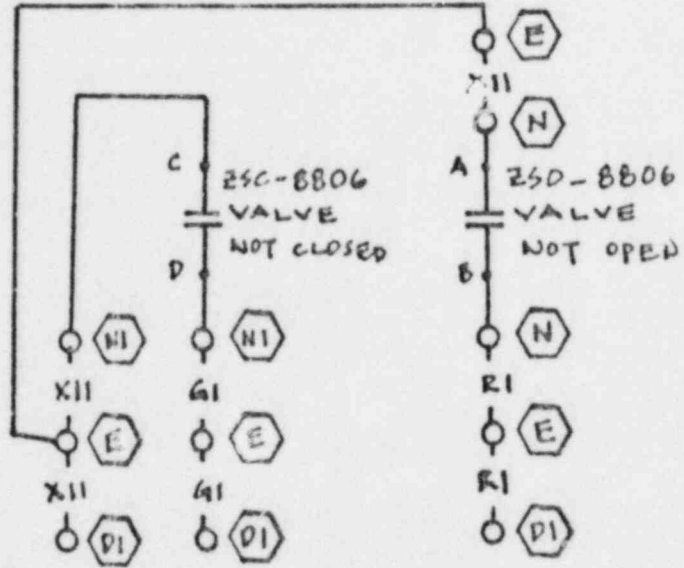 E
X11
N
C
ZSC-8806
VALVE
NOT CLOSED
D
A
ZSO-8806
VALVE
NOT OPEN
B
N1
N1
N
X11
G1
R1
E
E
E
X11
G1
R1
D1
D1
D1